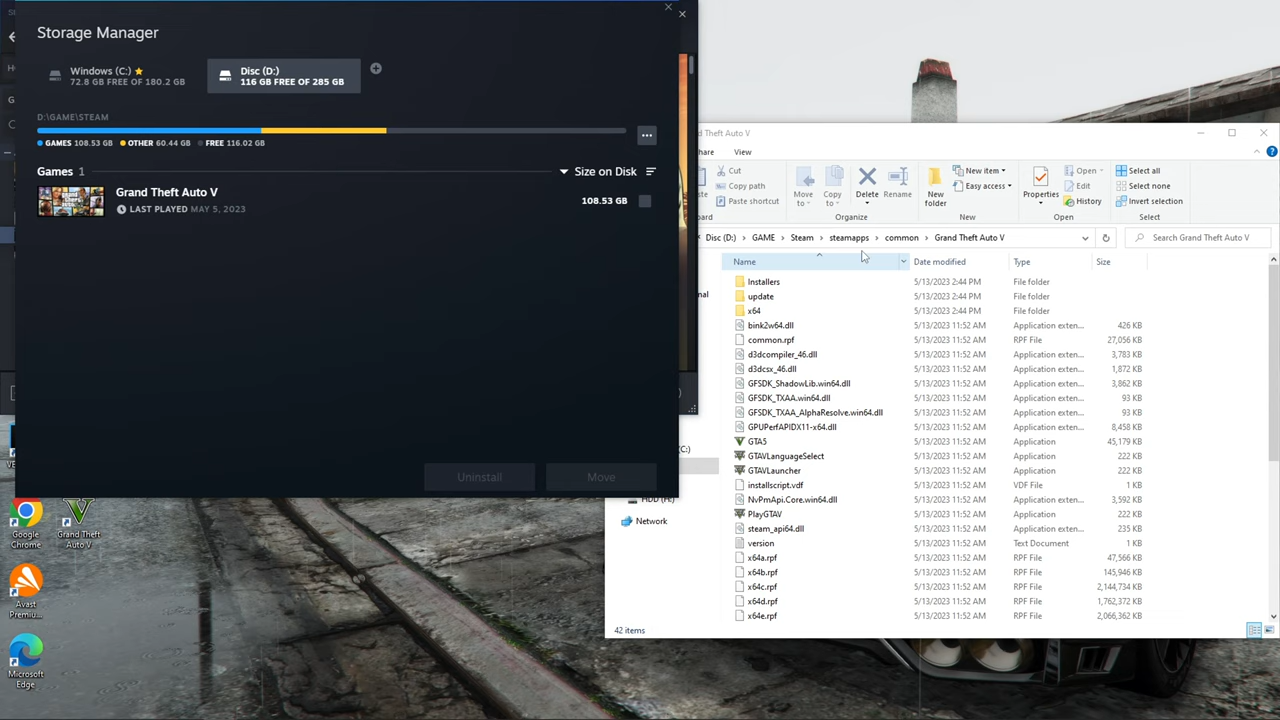 Storage Manager
Windows (C:)
72.8 GB FREE OF 180.2 GB
Disc (D:)
116 GB FREE OF 285 GB
D:\GAME\STEAM
GAMES 108.53 GB OTHER 60.44 GB FREE 116.02 GB
Games 1
Size on Disk
Grand Theft Auto V
LAST PLAYED MAY 5, 2023
108.53 GB
Uninstall
Move
d Theft Auto V
hare View
Cut
Copy path
Paste shortcut
Move to
Copy to
Delete
Rename
New folder
New item
Easy access
Properties
Open
Edit
History
Select all
Select none
Invert selection
oard
Organize
New
Open
Select
Disc (D:) › GAME › Steam › steamapps › common › Grand Theft Auto V
Search Grand Theft Auto V
Name Date modified Type Size
Installers 5/13/2023 2:44 PM File folder
update 5/13/2023 2:44 PM File folder
x64 5/13/2023 2:44 PM File folder
bink2w64.dll 5/13/2023 11:52 AM Application exten... 426 KB
common.rpf 5/13/2023 11:52 AM RPF File 27,056 KB
d3dcompiler_46.dll 5/13/2023 11:52 AM Application exten... 3,783 KB
d3dcsx_46.dll 5/13/2023 11:52 AM Application exten... 1,872 KB
GFSDK_ShadowLib.win64.dll 5/13/2023 11:52 AM Application exten... 3,862 KB
GFSDK_TXAA.win64.dll 5/13/2023 11:52 AM Application exten... 93 KB
GFSDK_TXAA_AlphaResolve.win64.dll 5/13/2023 11:52 AM Application exten... 93 KB
GPUPerfAPIDX11-x64.dll 5/13/2023 11:52 AM Application exten... 8,458 KB
GTA5 5/13/2023 11:52 AM Application 45,179 KB
GTAVLanguageSelect 5/13/2023 11:52 AM Application 222 KB
GTAVLauncher 5/13/2023 11:52 AM Application 222 KB
installscript.vdf 5/13/2023 11:52 AM VDF File 1 KB
NvPmApi.Core.win64.dll 5/13/2023 11:52 AM Application exten... 3,592 KB
PlayGTAV 5/13/2023 11:52 AM Application 222 KB
steam_api64.dll 5/13/2023 11:52 AM Application exten... 235 KB
version 5/13/2023 11:52 AM Text Document 1 KB
x64a.rpf 5/13/2023 11:52 AM RPF File 47,566 KB
x64b.rpf 5/13/2023 11:52 AM RPF File 145,946 KB
x64c.rpf 5/13/2023 11:52 AM RPF File 2,144,734 KB
x64d.rpf 5/13/2023 11:52 AM RPF File 1,762,372 KB
x64e.rpf 5/13/2023 11:52 AM RPF File 2,066,362 KB
nal
(C:)
HDD (H:)
Network
42 items
Google
Chrome
Grand Theft
Auto V
Avast
Premiu...
Microsoft
Edge